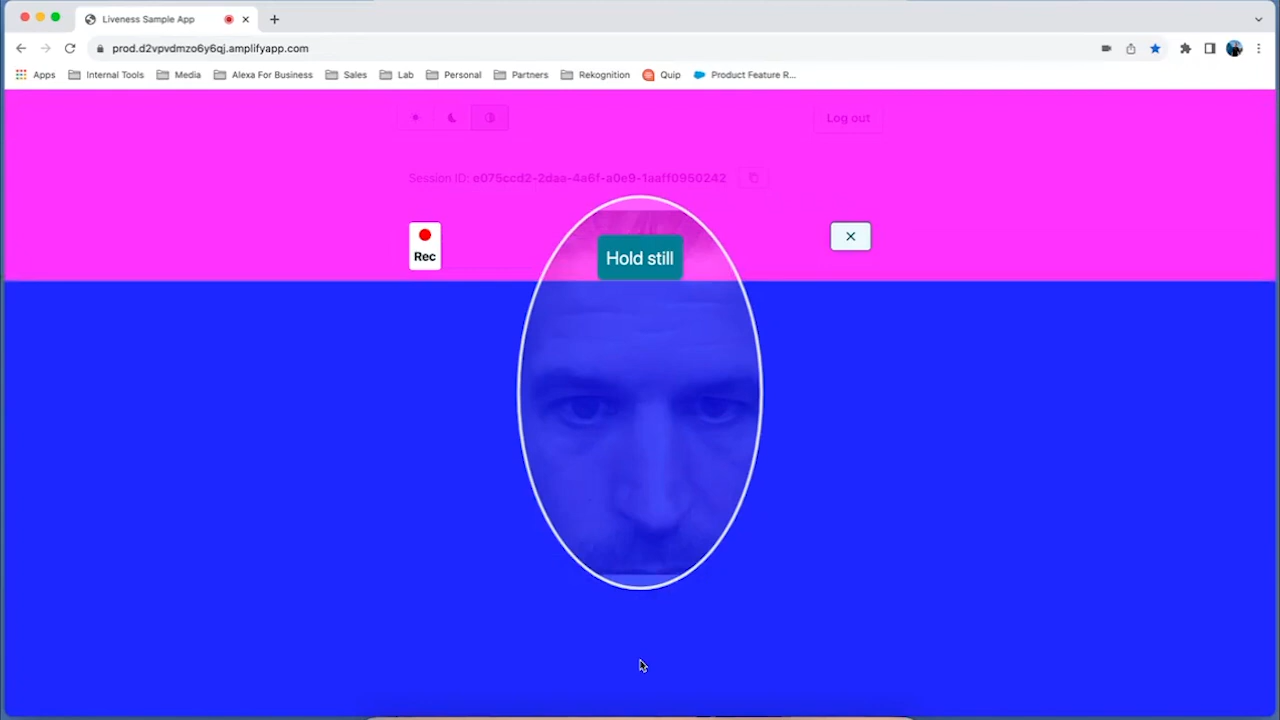 Liveness Sample App
prod.d2vpvdmzo6y6qj.amplifyapp.com
Apps Internal Tools Media Alexa For Business Sales Lab Personal Partners Rekognition Quip Product Feature R...
Log out
Session ID: e075ccd2-2daa-4a6f-a0e9-1aaff0950242
Rec
Hold still